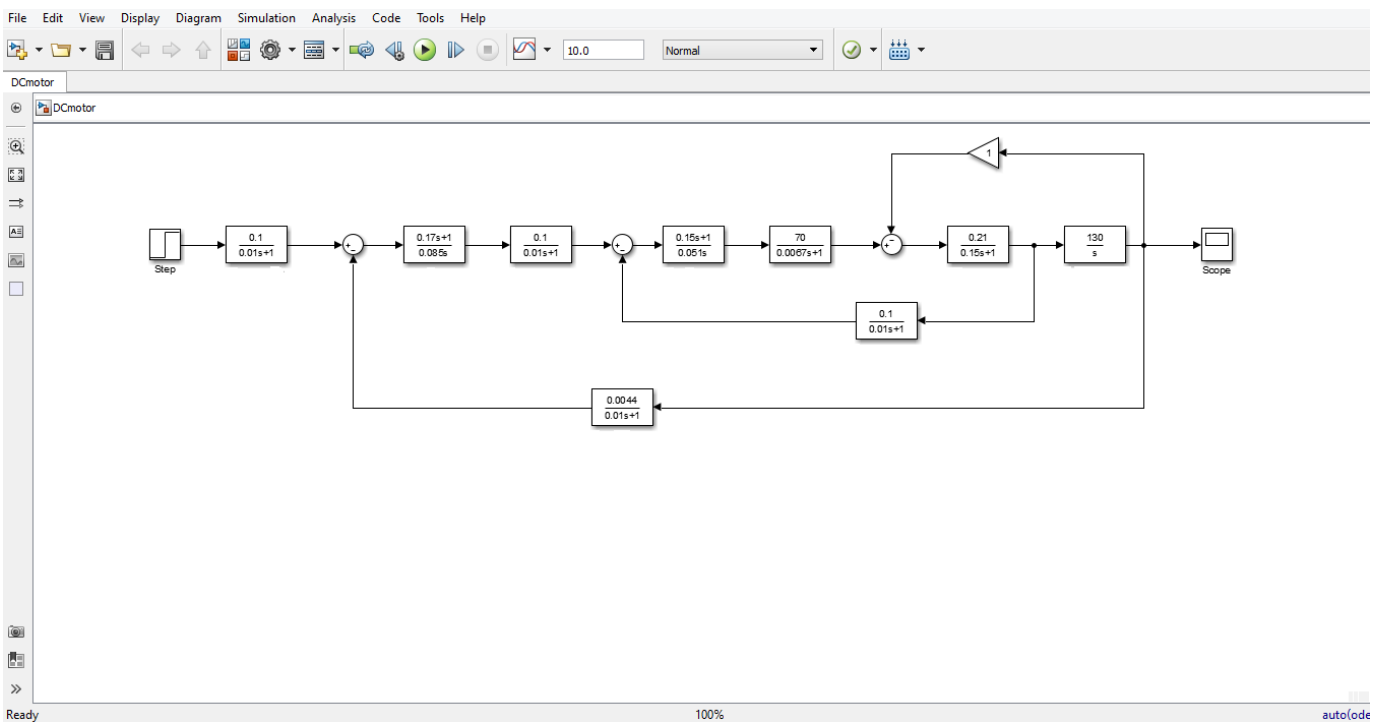 File Edit View Display Diagram Simulation Analysis Code Tools Help
10.0 Normal
DCmotor
DCmotor
1
0.1
0.01s+1
0.17s+1
0.085s
0.1
0.01s+1
0.15s+1
0.051s
70
0.0067s+1
0.21
0.15s+1
130
s
Step
Scope
0.1
0.01s+1
0.0044
0.01s+1
Ready 100% auto(ode